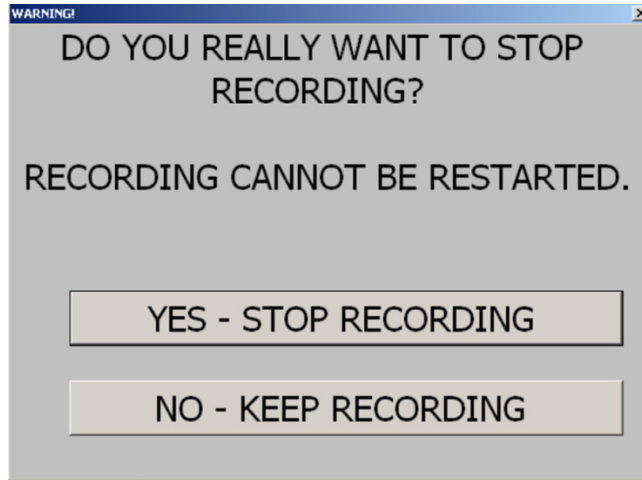 WARNING!
DO YOU REALLY WANT TO STOP
RECORDING?
RECORDING CANNOT BE RESTARTED.
YES - STOP RECORDING
NO - KEEP RECORDING